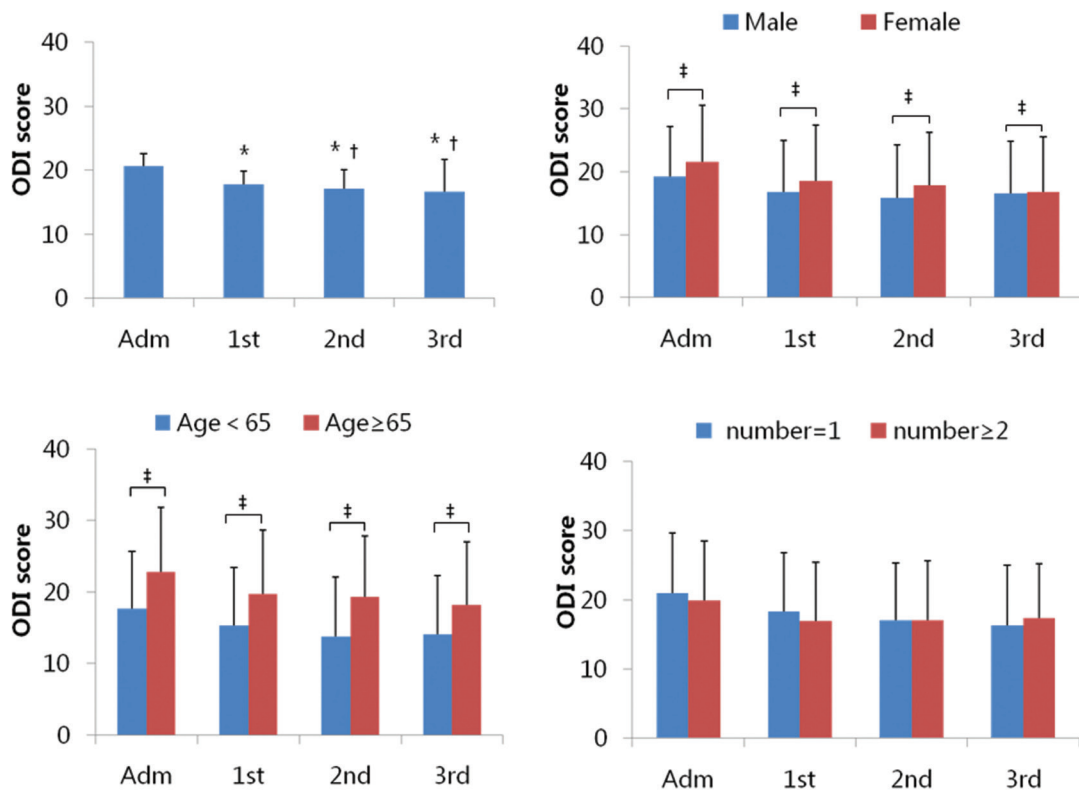 40
30
20
10
0
ODI score
*
* †
* †
Adm 1st 2nd 3rd
Male Female
40
30
20
10
0
ODI score
‡ ‡ ‡ ‡
Adm 1st 2nd 3rd
Age < 65 Age≥65
40
30
20
10
0
ODI score
‡ ‡ ‡ ‡
Adm 1st 2nd 3rd
number=1 number≥2
40
30
20
10
0
ODI score
Adm 1st 2nd 3rd